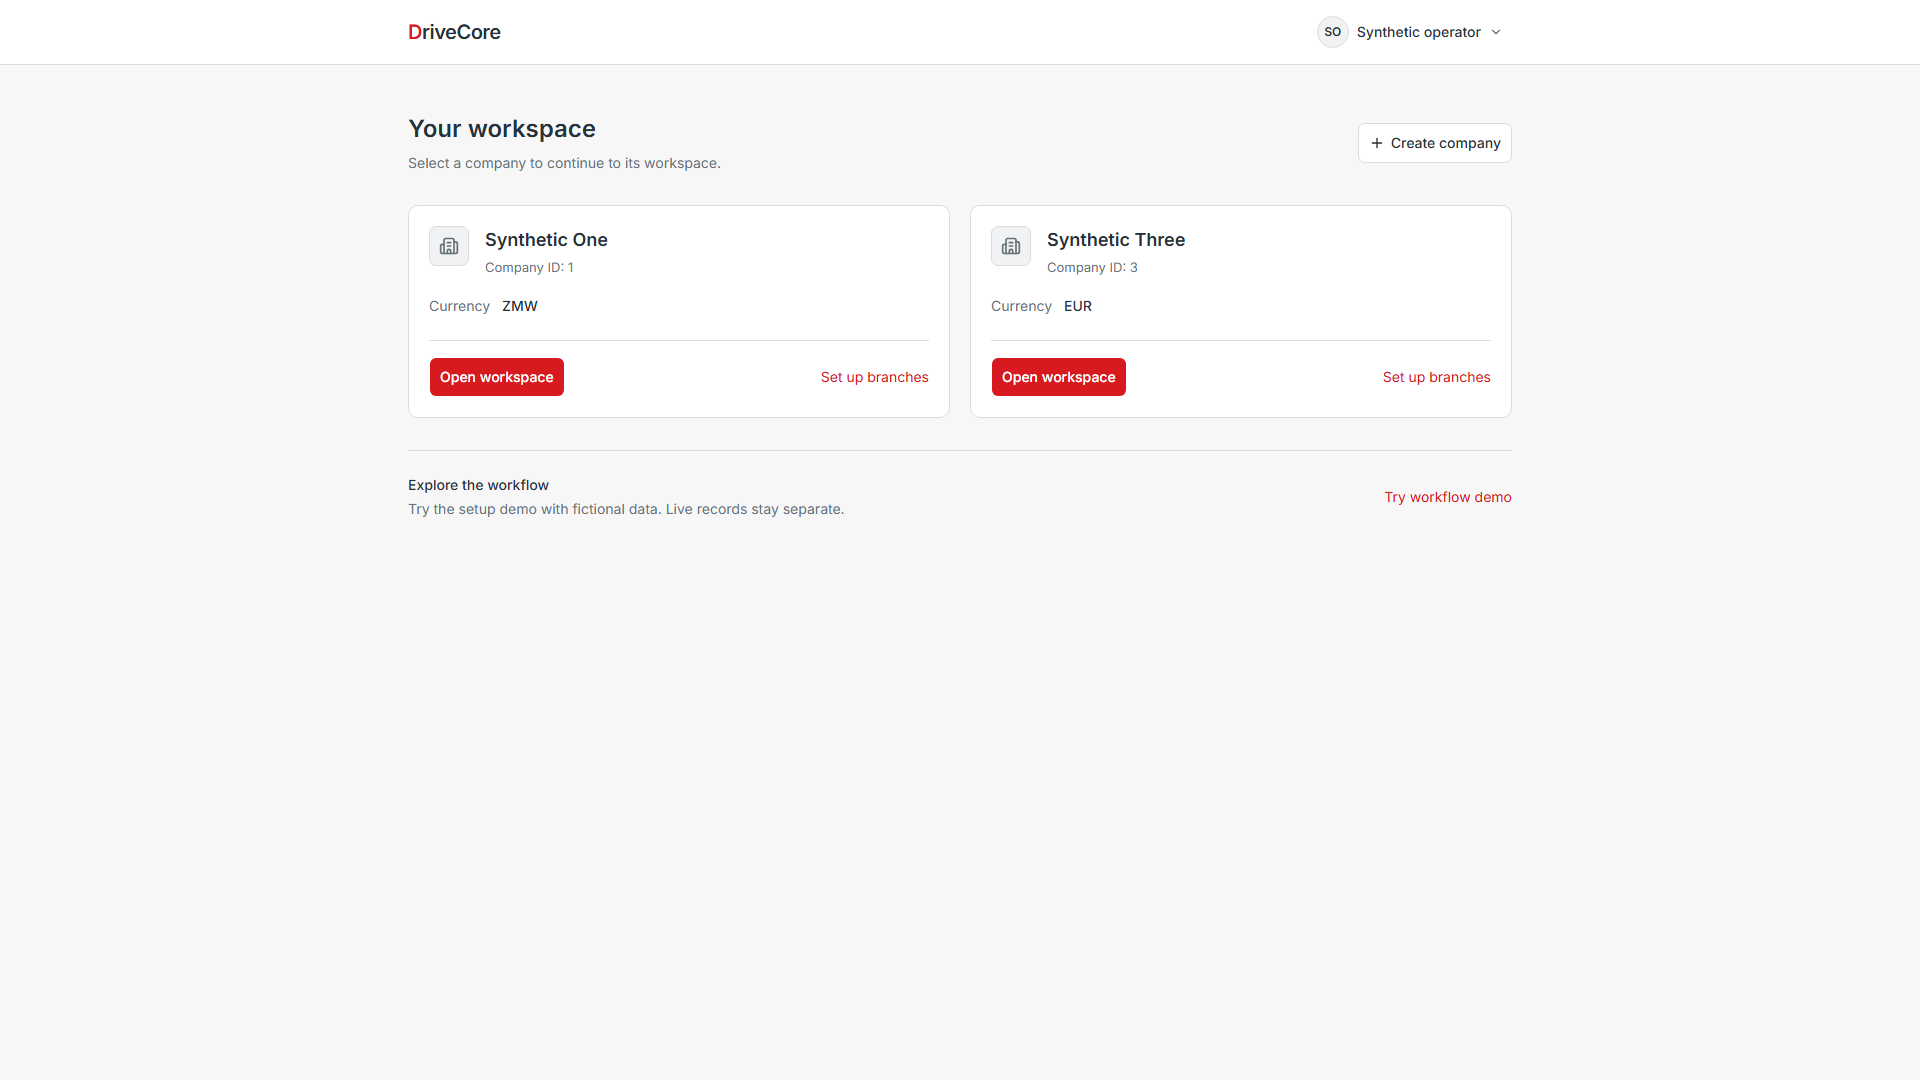 DriveCore
SO Synthetic operator
Your workspace
Select a company to continue to its workspace.
+ Create company
Synthetic One
Company ID: 1
Currency ZMW
Open workspace
Set up branches
Synthetic Three
Company ID: 3
Currency EUR
Open workspace
Set up branches
Explore the workflow
Try the setup demo with fictional data. Live records stay separate.
Try workflow demo